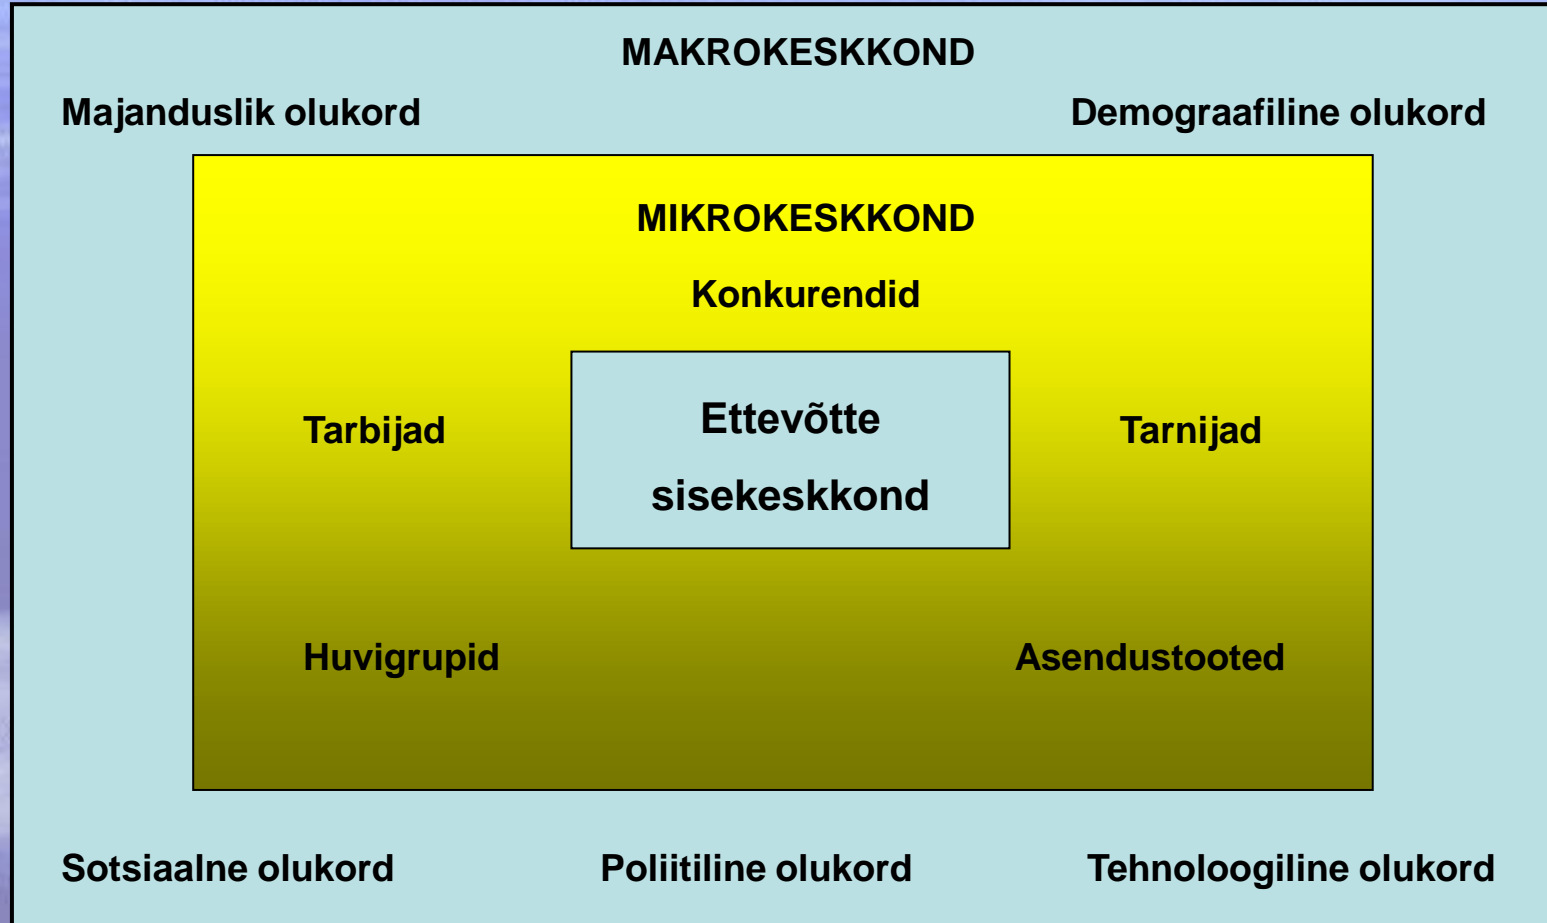 MAKROKESKKOND
Majanduslik olukord
Demograafiline olukord
MIKROKESKKOND
Konkurendid
Tarbijad
Ettevõtte
sisekeskkond
Tarnijad
Huvigrupid
Asendustooted
Sotsiaalne olukord
Poliitiline olukord
Tehnoloogiline olukord